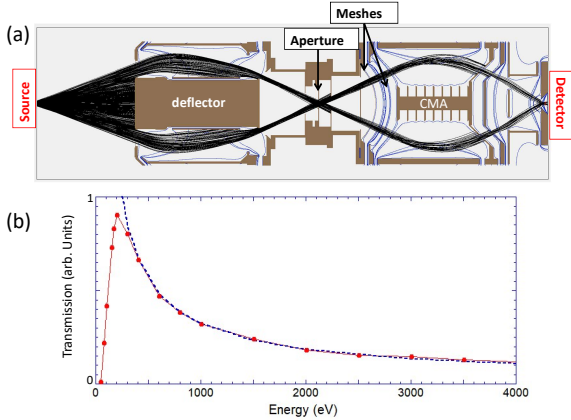 Meshes
(a)
Aperture
Source
deflector
CMA
Detector
(b)
1
Transmission (arb. Units)
0
0
1000
2000
3000
4000
Energy (eV)